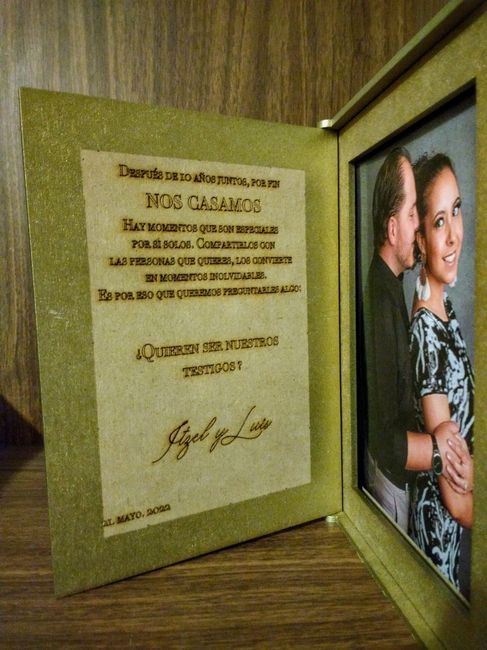 DESPUÉS DE 10 AÑOS JUNTOS, POR FIN
NOS CASAMOS
HAY MOMENTOS QUE SON ESPECIALES
POR SÍ SOLOS. COMPARTIRLOS CON
LAS PERSONAS QUE QUIERES, LOS CONVIERTE
EN MOMENTOS INOLVIDABLES.
ES POR ESO QUE QUEREMOS PREGUNTARLES ALGO:
¿QUIEREN SER NUESTROS
TESTIGOS?
Itzel y Luis
21. MAYO. 2022